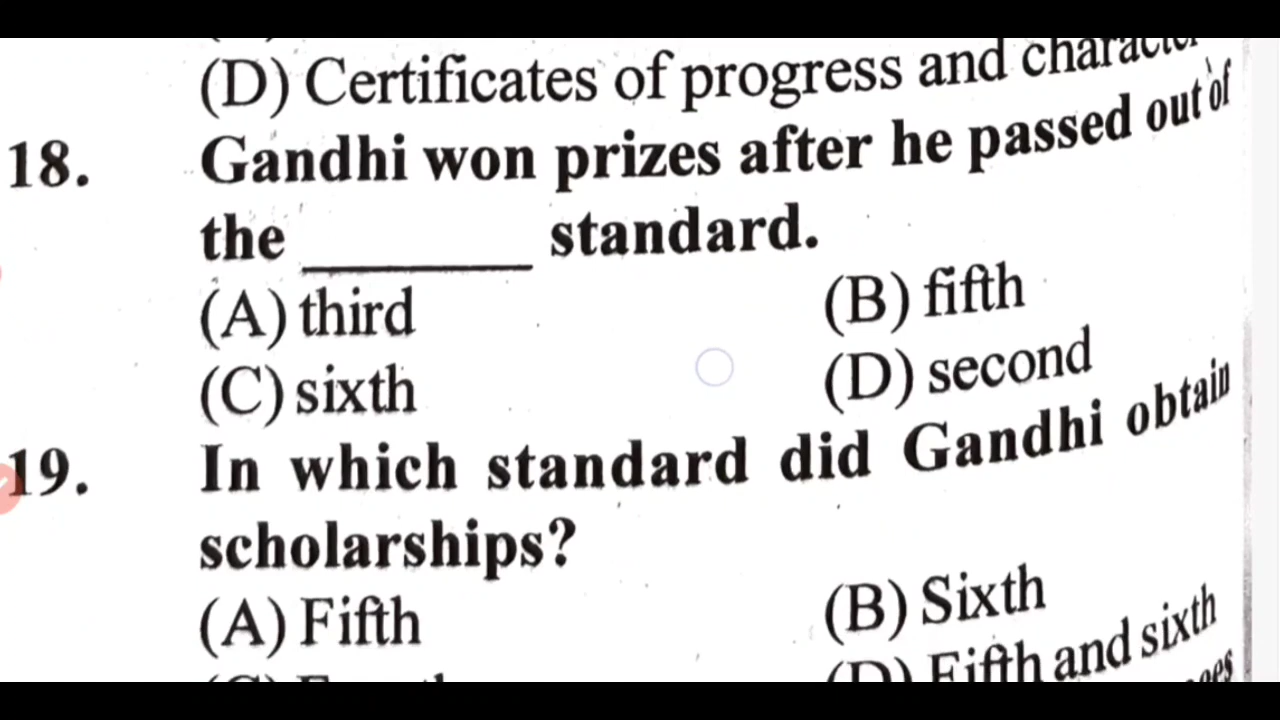 (D) Certificates of progress and character
18. Gandhi won prizes after he passed out of
the ________ standard.
(A) third (B) fifth
(C) sixth (D) second
19. In which standard did Gandhi obtain
scholarships?
(A) Fifth (B) Sixth
(D) Fifth and sixth